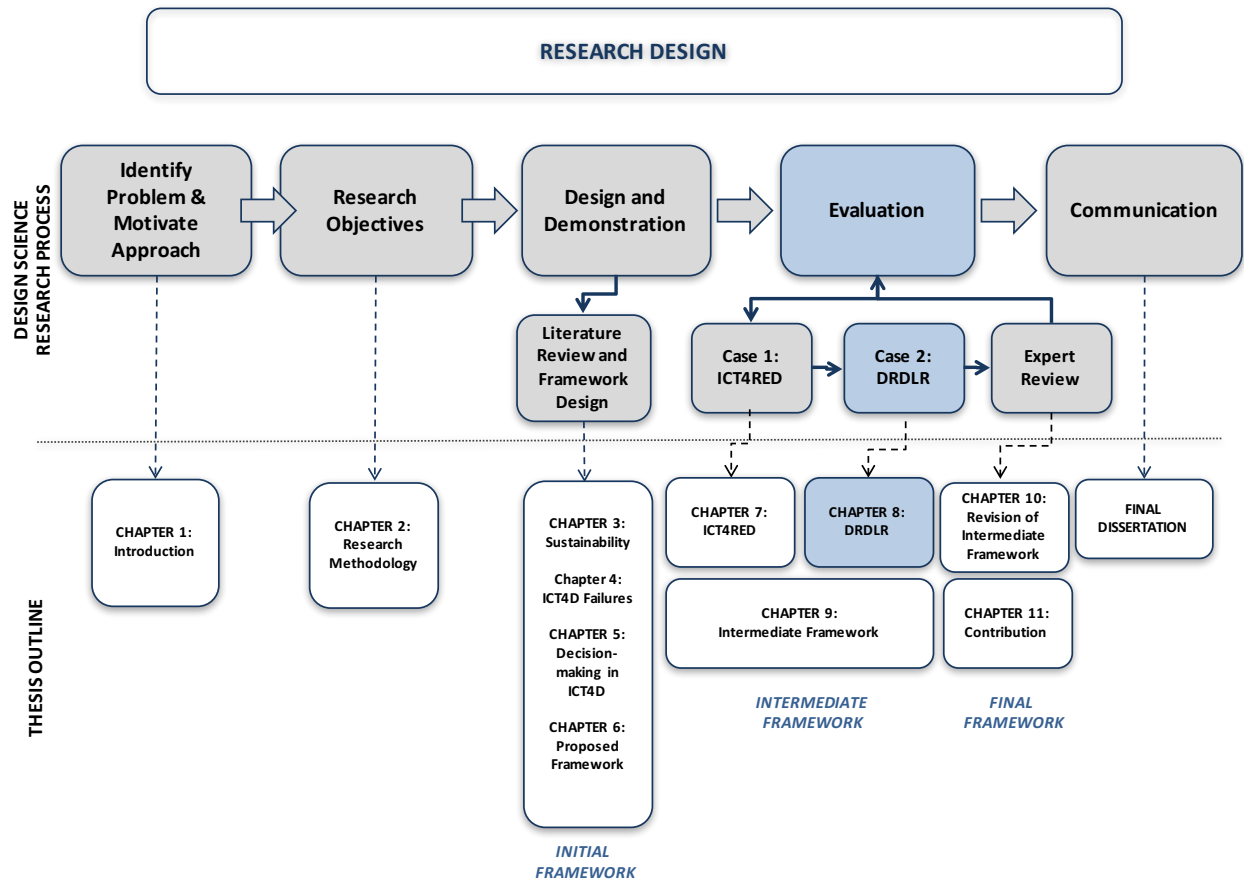 RESEARCH DESIGN
DESIGN SCIENCE
RESEARCH PROCESS
Identify
Problem &
Motivate
Approach
Research
Objectives
Design and
Demonstration
Evaluation
Communication
Literature
Review and
Framework
Design
Case 1:
ICT4RED
Case 2:
DRDLR
Expert
Review
THESIS OUTLINE
CHAPTER 1:
Introduction
CHAPTER 2:
Research
Methodology
CHAPTER 3:
Sustainability
Chapter 4:
ICT4D Failures
CHAPTER 5:
Decision-
making in
ICT4D
CHAPTER 6:
Proposed
Framework
INITIAL
FRAMEWORK
CHAPTER 7:
ICT4RED
CHAPTER 8:
DRDLR
CHAPTER 9:
Intermediate Framework
INTERMEDIATE
FRAMEWORK
CHAPTER 10:
Revision of
Intermediate
Framework
CHAPTER 11:
Contribution
FINAL
FRAMEWORK
FINAL
DISSERTATION